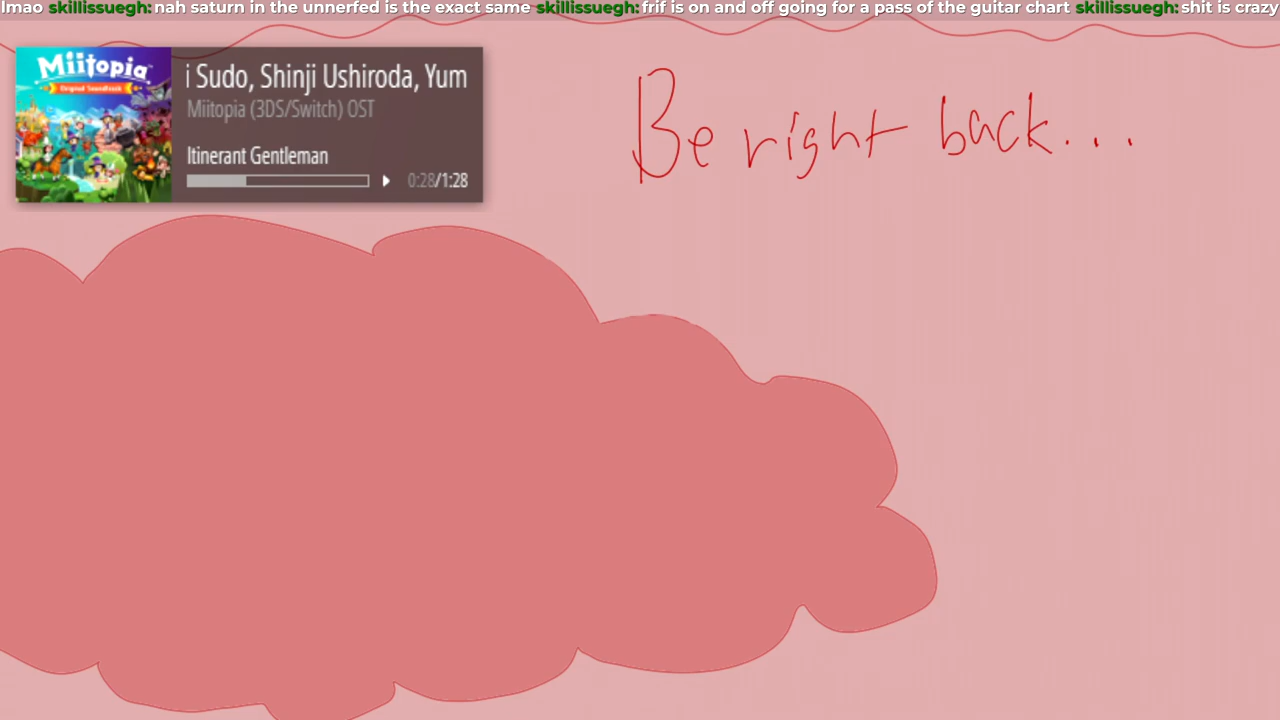 lmao skillissuegh: nah saturn in the unnerfed is the exact same skillissuegh: frif is on and off going for a pass of the guitar chart skillissuegh: shit is crazy
Miitopia
Original Soundtrack
i Sudo, Shinji Ushiroda, Yum
Miitopia (3DS/Switch) OST
Itinerant Gentleman
0:28/1:28
Be right back...